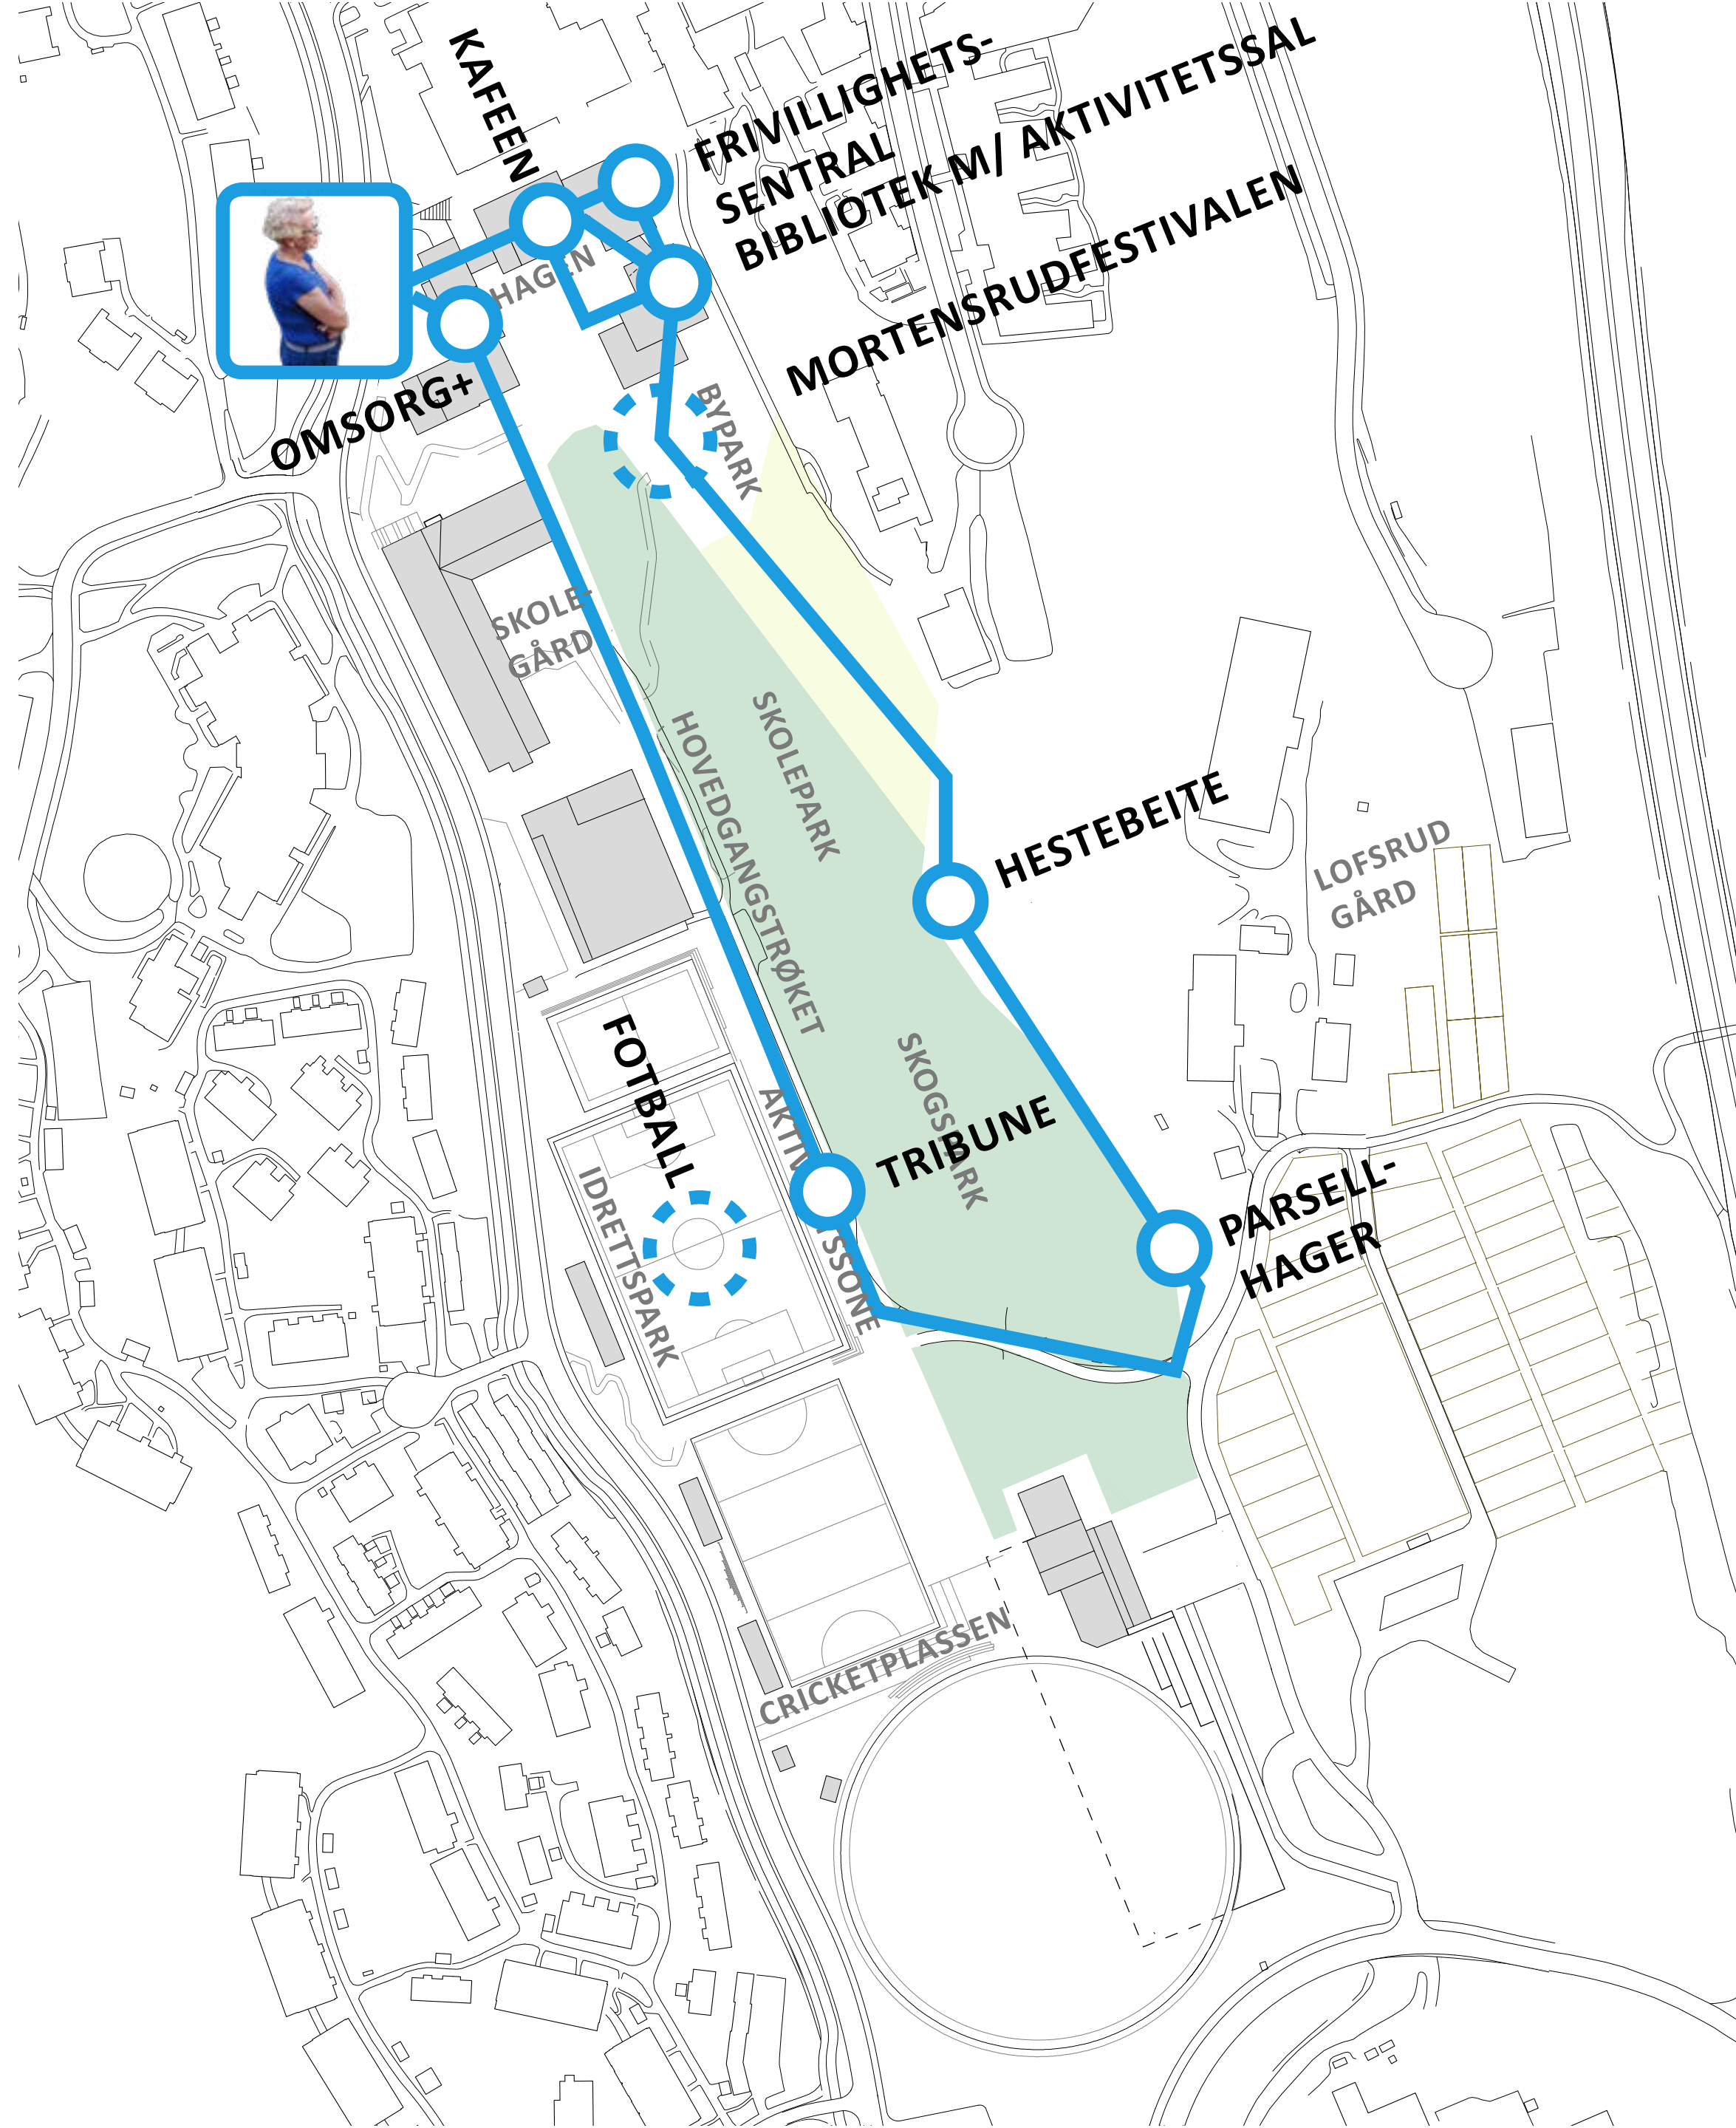 KAFEEN
FRIVILLIGHETS-
SENTRAL
BIBLIOTEK M/ AKTIVITETSSAL
MORTENSRUDFESTIVALEN
HAGEN
OMSORG+
BYPARK
SKOLE-
GÅRD
SKOLEPARK
HOVEDGANGSTRØKET
HESTEBEITE
LOFSRUD
GÅRD
FOTBALL
SKOGSPARK
TRIBUNE
AKTIVITETSSONE
IDRETTSPARK
PARSELL-
HAGER
CRICKETPLASSEN